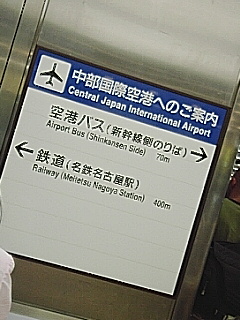 中部国際空港へのご案内
Central Japan International Airport
空港バス(新幹線側のりば)
Airport Bus (Shinkansen Side) 70m
鉄道(名鉄名古屋駅)
Railway (Meitetsu Nagoya Station) 400m